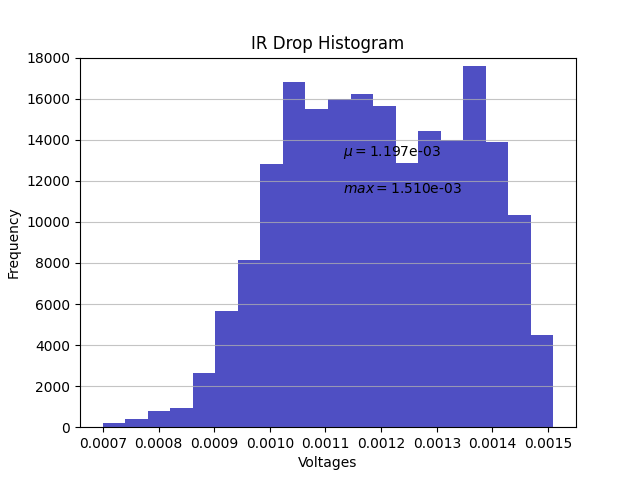 IR Drop Histogram
18000
16000
14000
12000
10000
8000
6000
4000
2000
0
Frequency
μ = 1.197e-03
max = 1.510e-03
0.0007 0.0008 0.0009 0.0010 0.0011 0.0012 0.0013 0.0014 0.0015
Voltages